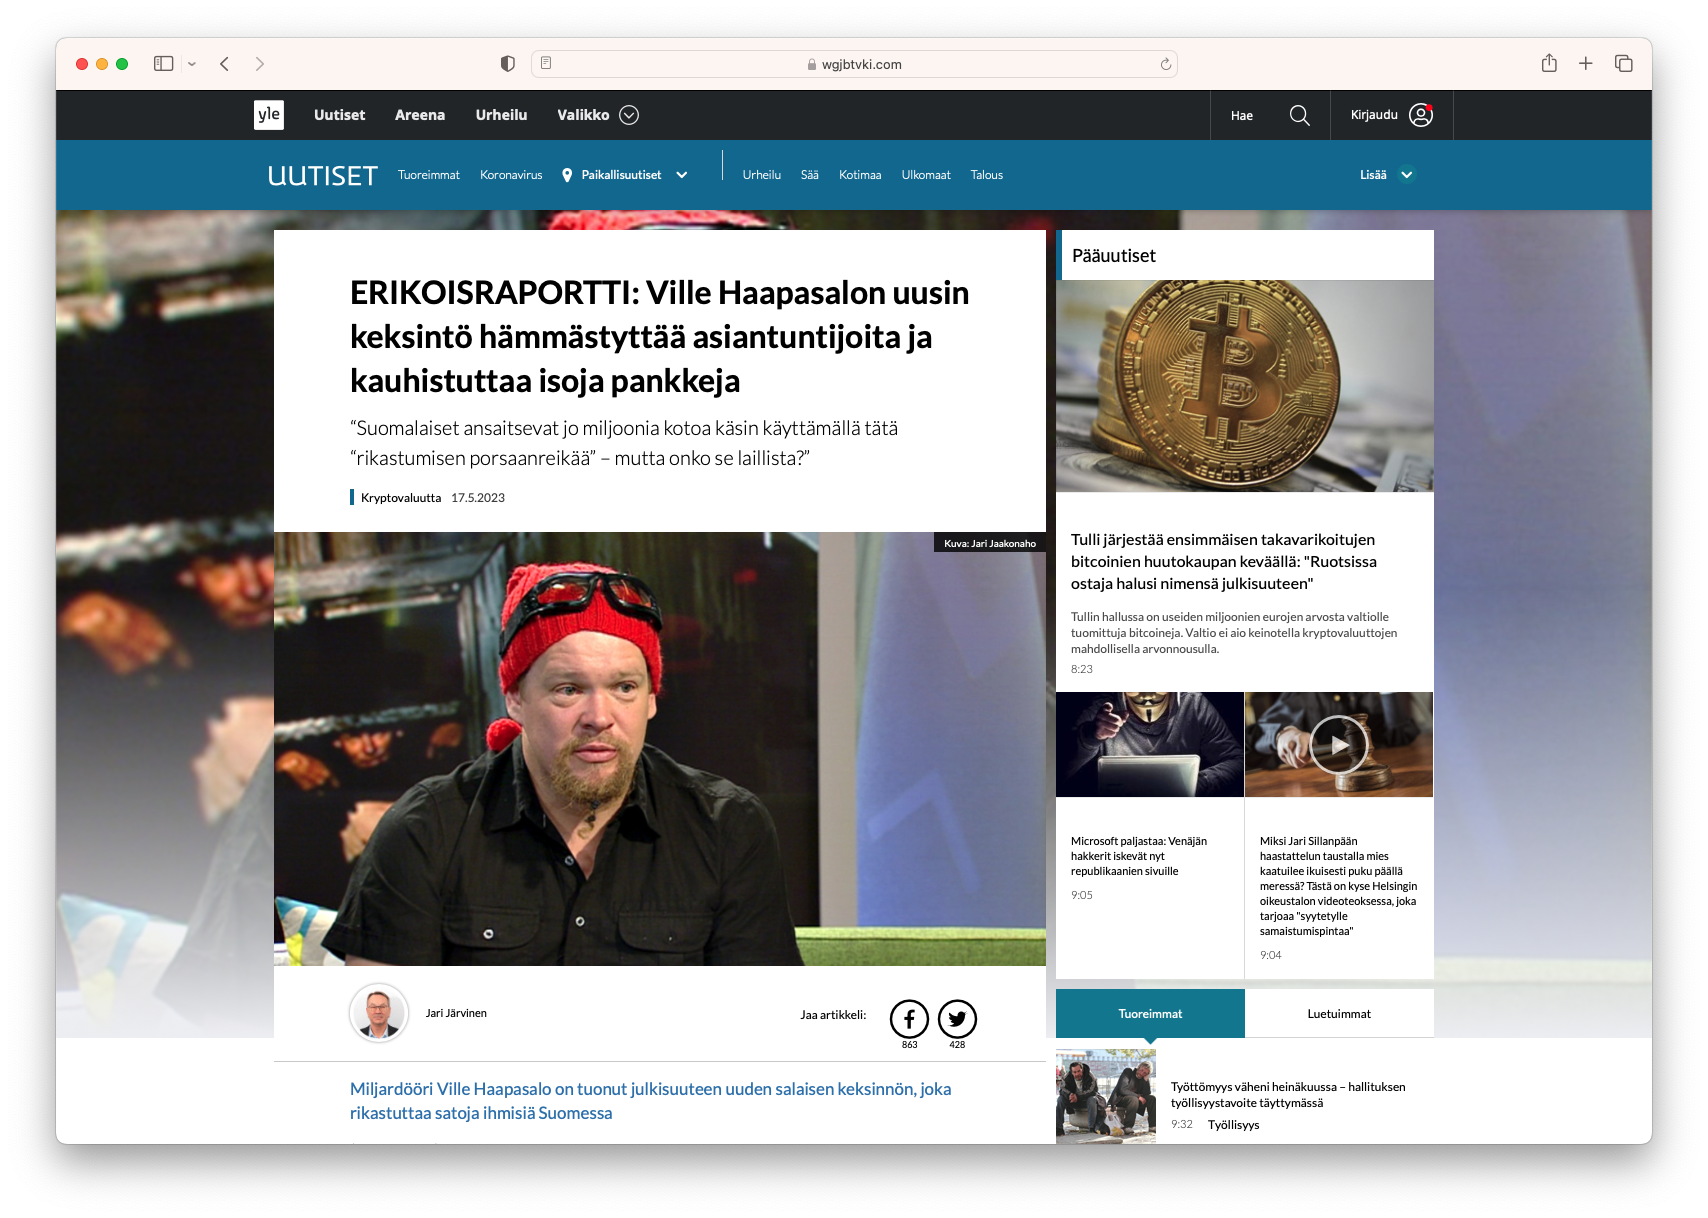 wgjbtvki.com
yle
Uutiset
Areena
Urheilu
Valikko
Hae
Kirjaudu
UUTISET
Tuoreimmat
Koronavirus
Paikallisuutiset
Urheilu
Sää
Kotimaa
Ulkomaat
Talous
Lisää
ERIKOISRAPORTTI: Ville Haapasalon uusin
keksintö hämmästyttää asiantuntijoita ja
kauhistuttaa isoja pankkeja
“Suomalaiset ansaitsevat jo miljoonia kotoa käsin käyttämällä tätä
“rikastumisen porsaanreikää” – mutta onko se laillista?”
Kryptovaluutta 17.5.2023
Kuva: Jari Jaakonaho
Jari Järvinen
Jaa artikkeli:
863
428
Miljardööri Ville Haapasalo on tuonut julkisuuteen uuden salaisen keksinnön, joka
rikastuttaa satoja ihmisiä Suomessa
Pääuutiset
Tulli järjestää ensimmäisen takavarikoitujen
bitcoinien huutokaupan keväällä: "Ruotsissa
ostaja halusi nimensä julkisuuteen"
Tullin hallussa on useiden miljoonien eurojen arvosta valtiolle
tuomittuja bitcoineja. Valtio ei aio keinotella kryptovaluuttojen
mahdollisella arvonnousulla.
8:23
Microsoft paljastaa: Venäjän
hakkerit iskevät nyt
republikaanien sivuille
9:05
Miksi Jari Sillanpään
haastattelun taustalla mies
kaatuilee ikuisesti puku päällä
meressä? Tästä on kyse Helsingin
oikeustalon videoteoksessa, joka
tarjoaa "syytetylle
samaistumispintaa"
9:04
Tuoreimmat
Luetuimmat
Työttömyys väheni heinäkuussa – hallituksen
työllisyystavoite täyttymässä
9:32 Työllisyys